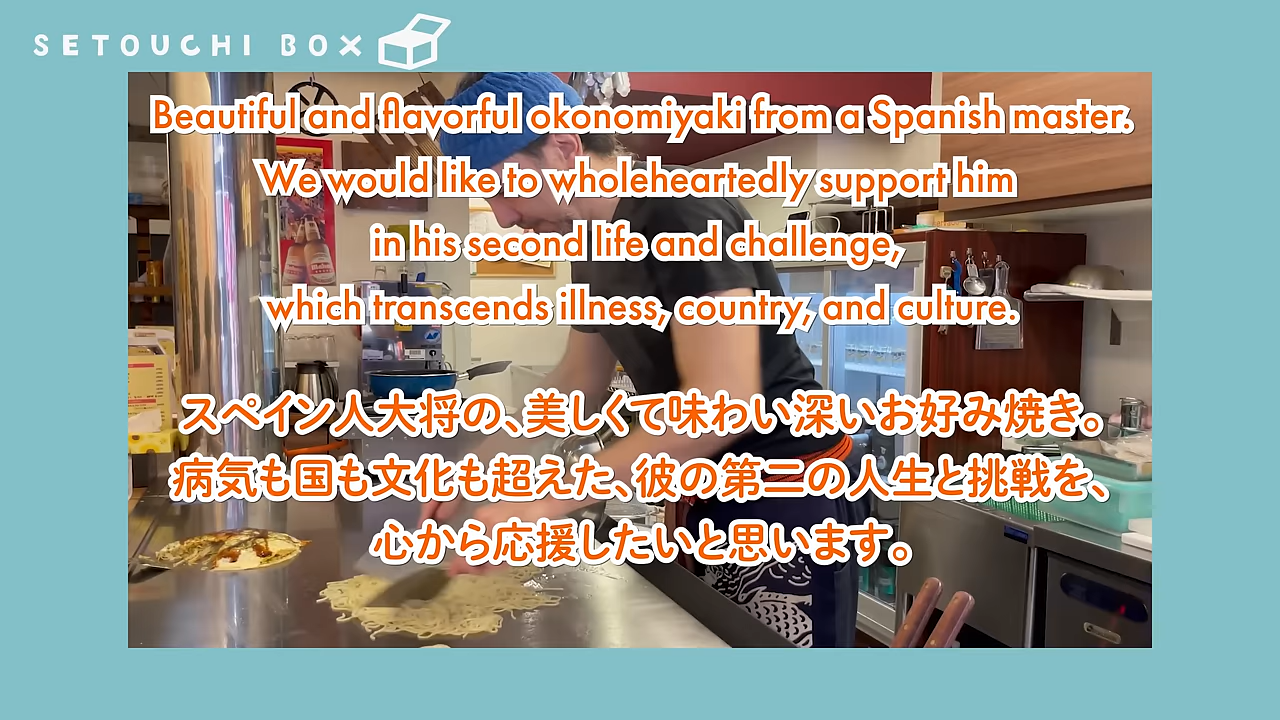 SETOUCHI BOX
Beautiful and flavorful okonomiyaki from a Spanish master.
We would like to wholeheartedly support him
in his second life and challenge,
which transcends illness, country, and culture.
スペイン人大将の、美しくて味わい深いお好み焼き。
病気も国も文化も超えた、彼の第二の人生と挑戦を、
心から応援したいと思います。